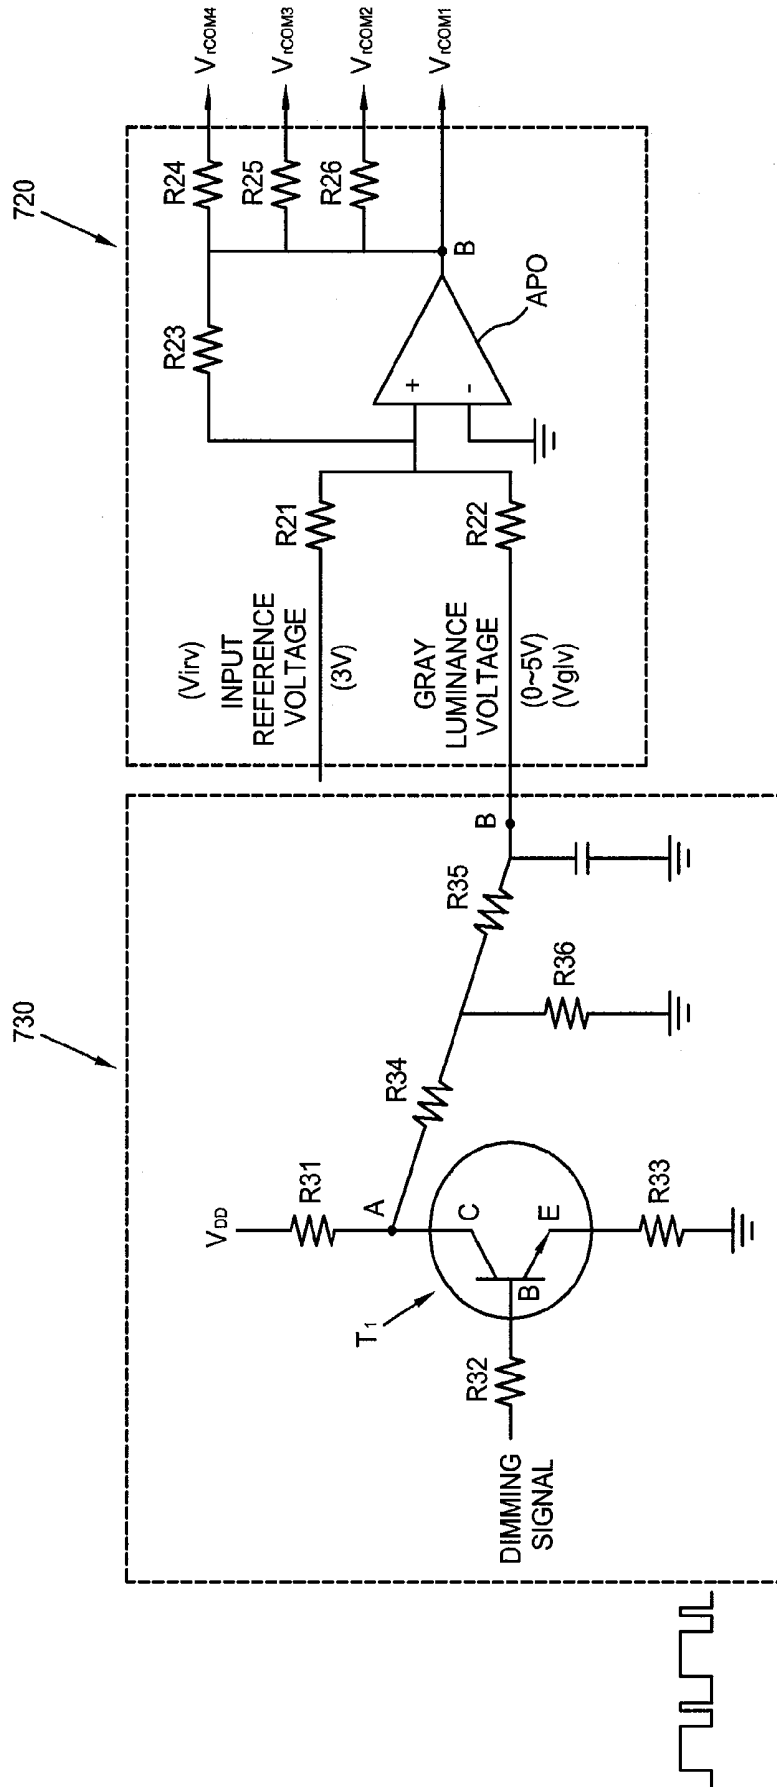 730
720
VDD
R31
A
T1
C
B
E
R32
R33
DIMMING
SIGNAL
R34
R35
R36
B
(Virv)
INPUT
REFERENCE
VOLTAGE
(3V)
R21
GRAY
LUMINANCE
VOLTAGE
(0~5V)
(Vglv)
R22
R23
+
-
APO
B
R24
R25
R26
VrCOM4
VrCOM3
VrCOM2
VrCOM1